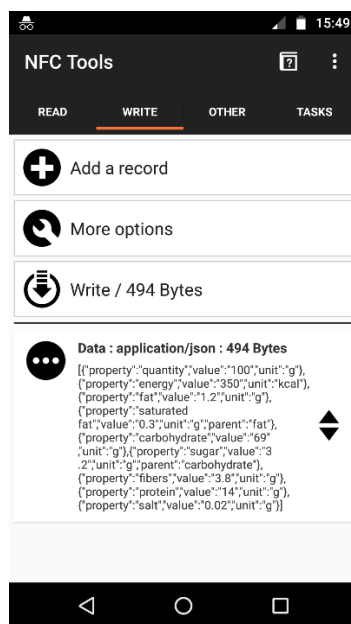 15:49
NFC Tools
READ WRITE OTHER TASKS
Add a record
More options
Write / 494 Bytes
Data : application/json : 494 Bytes
[{"property":"quantity","value":"100","unit":"g"},
{"property":"energy","value":"350","unit":"kcal"},
{"property":"fat","value":"1.2","unit":"g"},
{"property":"saturated
fat","value":"0.3","unit":"g","parent":"fat"},
{"property":"carbohydrate","value":"69"
,"unit":"g"},{"property":"sugar","value":"3
.2","unit":"g","parent":"carbohydrate"},
{"property":"fibers","value":"3.8","unit":"g"},
{"property":"protein","value":"14","unit":"g"},
{"property":"salt","value":"0.02","unit":"g"}]